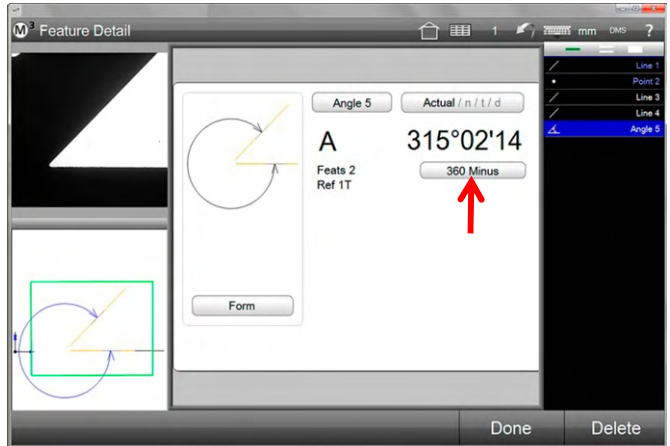 M³ Feature Detail
1
mm
DMS
?
Line 1
Point 2
Line 3
Line 4
Angle 5
Angle 5
Actual / n / t / d
A
315°02'14
Feats 2
360 Minus
Ref 1T
Form
Done
Delete